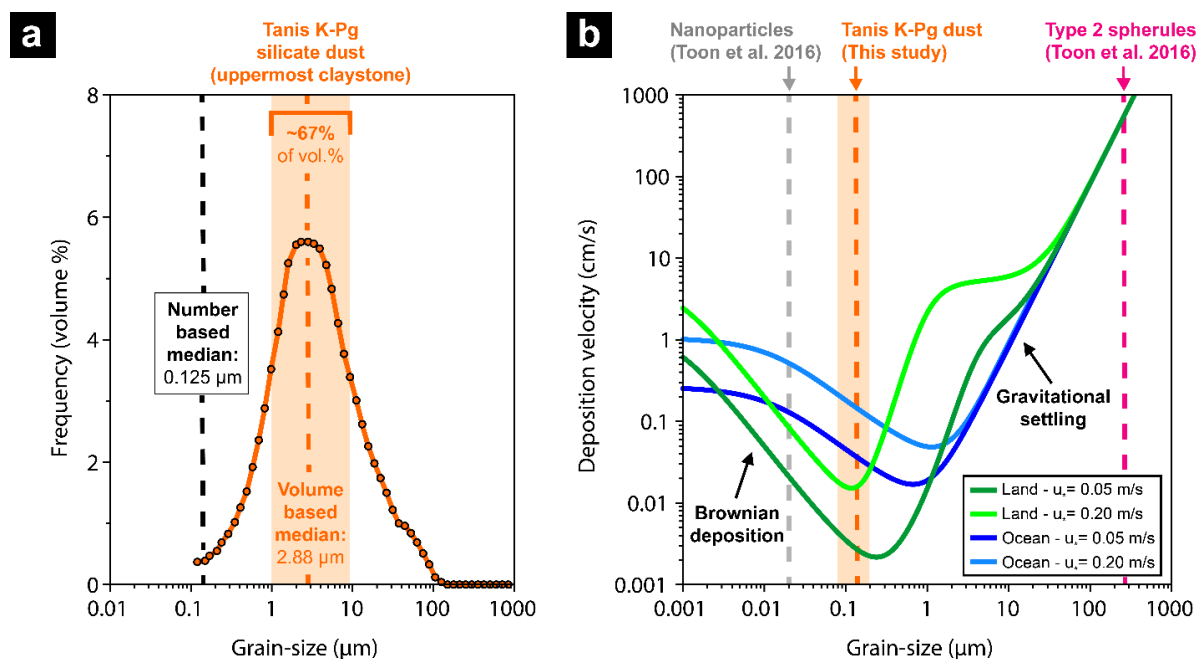 a
Tanis K-Pg
silicate dust
(uppermost claystone)
8
6
4
2
0
Frequency (volume %)
~67%
of vol.%
Number
based
median:
0.125 µm
Volume
based
median:
2.88 µm
0.01
0.1
1
10
100
1000
Grain-size (µm)
b
Nanoparticles
(Toon et al. 2016)
Tanis K-Pg dust
(This study)
Type 2 spherules
(Toon et al. 2016)
1000
100
10
1
0.1
0.01
0.001
Deposition velocity (cm/s)
Brownian
deposition
Gravitational
settling
Land - u*= 0.05 m/s
Land - u*= 0.20 m/s
Ocean - u*= 0.05 m/s
Ocean - u*= 0.20 m/s
0.001
0.01
0.1
1
10
100
1000
Grain-size (µm)